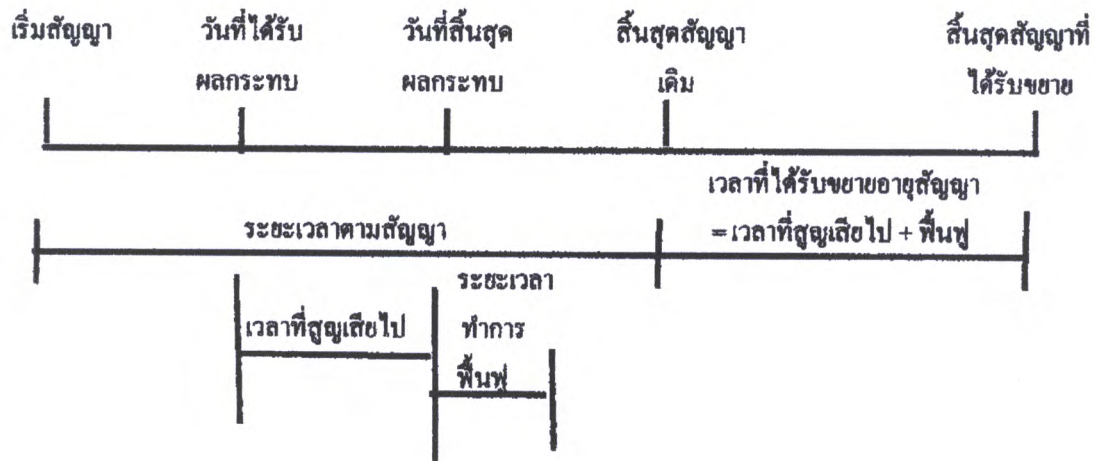 เริ่มสัญญา
วันที่ได้รับ
ผลกระทบ
วันที่สิ้นสุด
ผลกระทบ
สิ้นสุดสัญญา
เดิม
สิ้นสุดสัญญาที่
ได้รับขยาย
เวลาที่ได้รับขยายอายุสัญญา
=เวลาที่สูญเสียไป + ฟื้นฟู
ระยะเวลาตามสัญญา
เวลาที่สูญเสียไป
ระยะเวลา
ทำการ
ฟื้นฟู